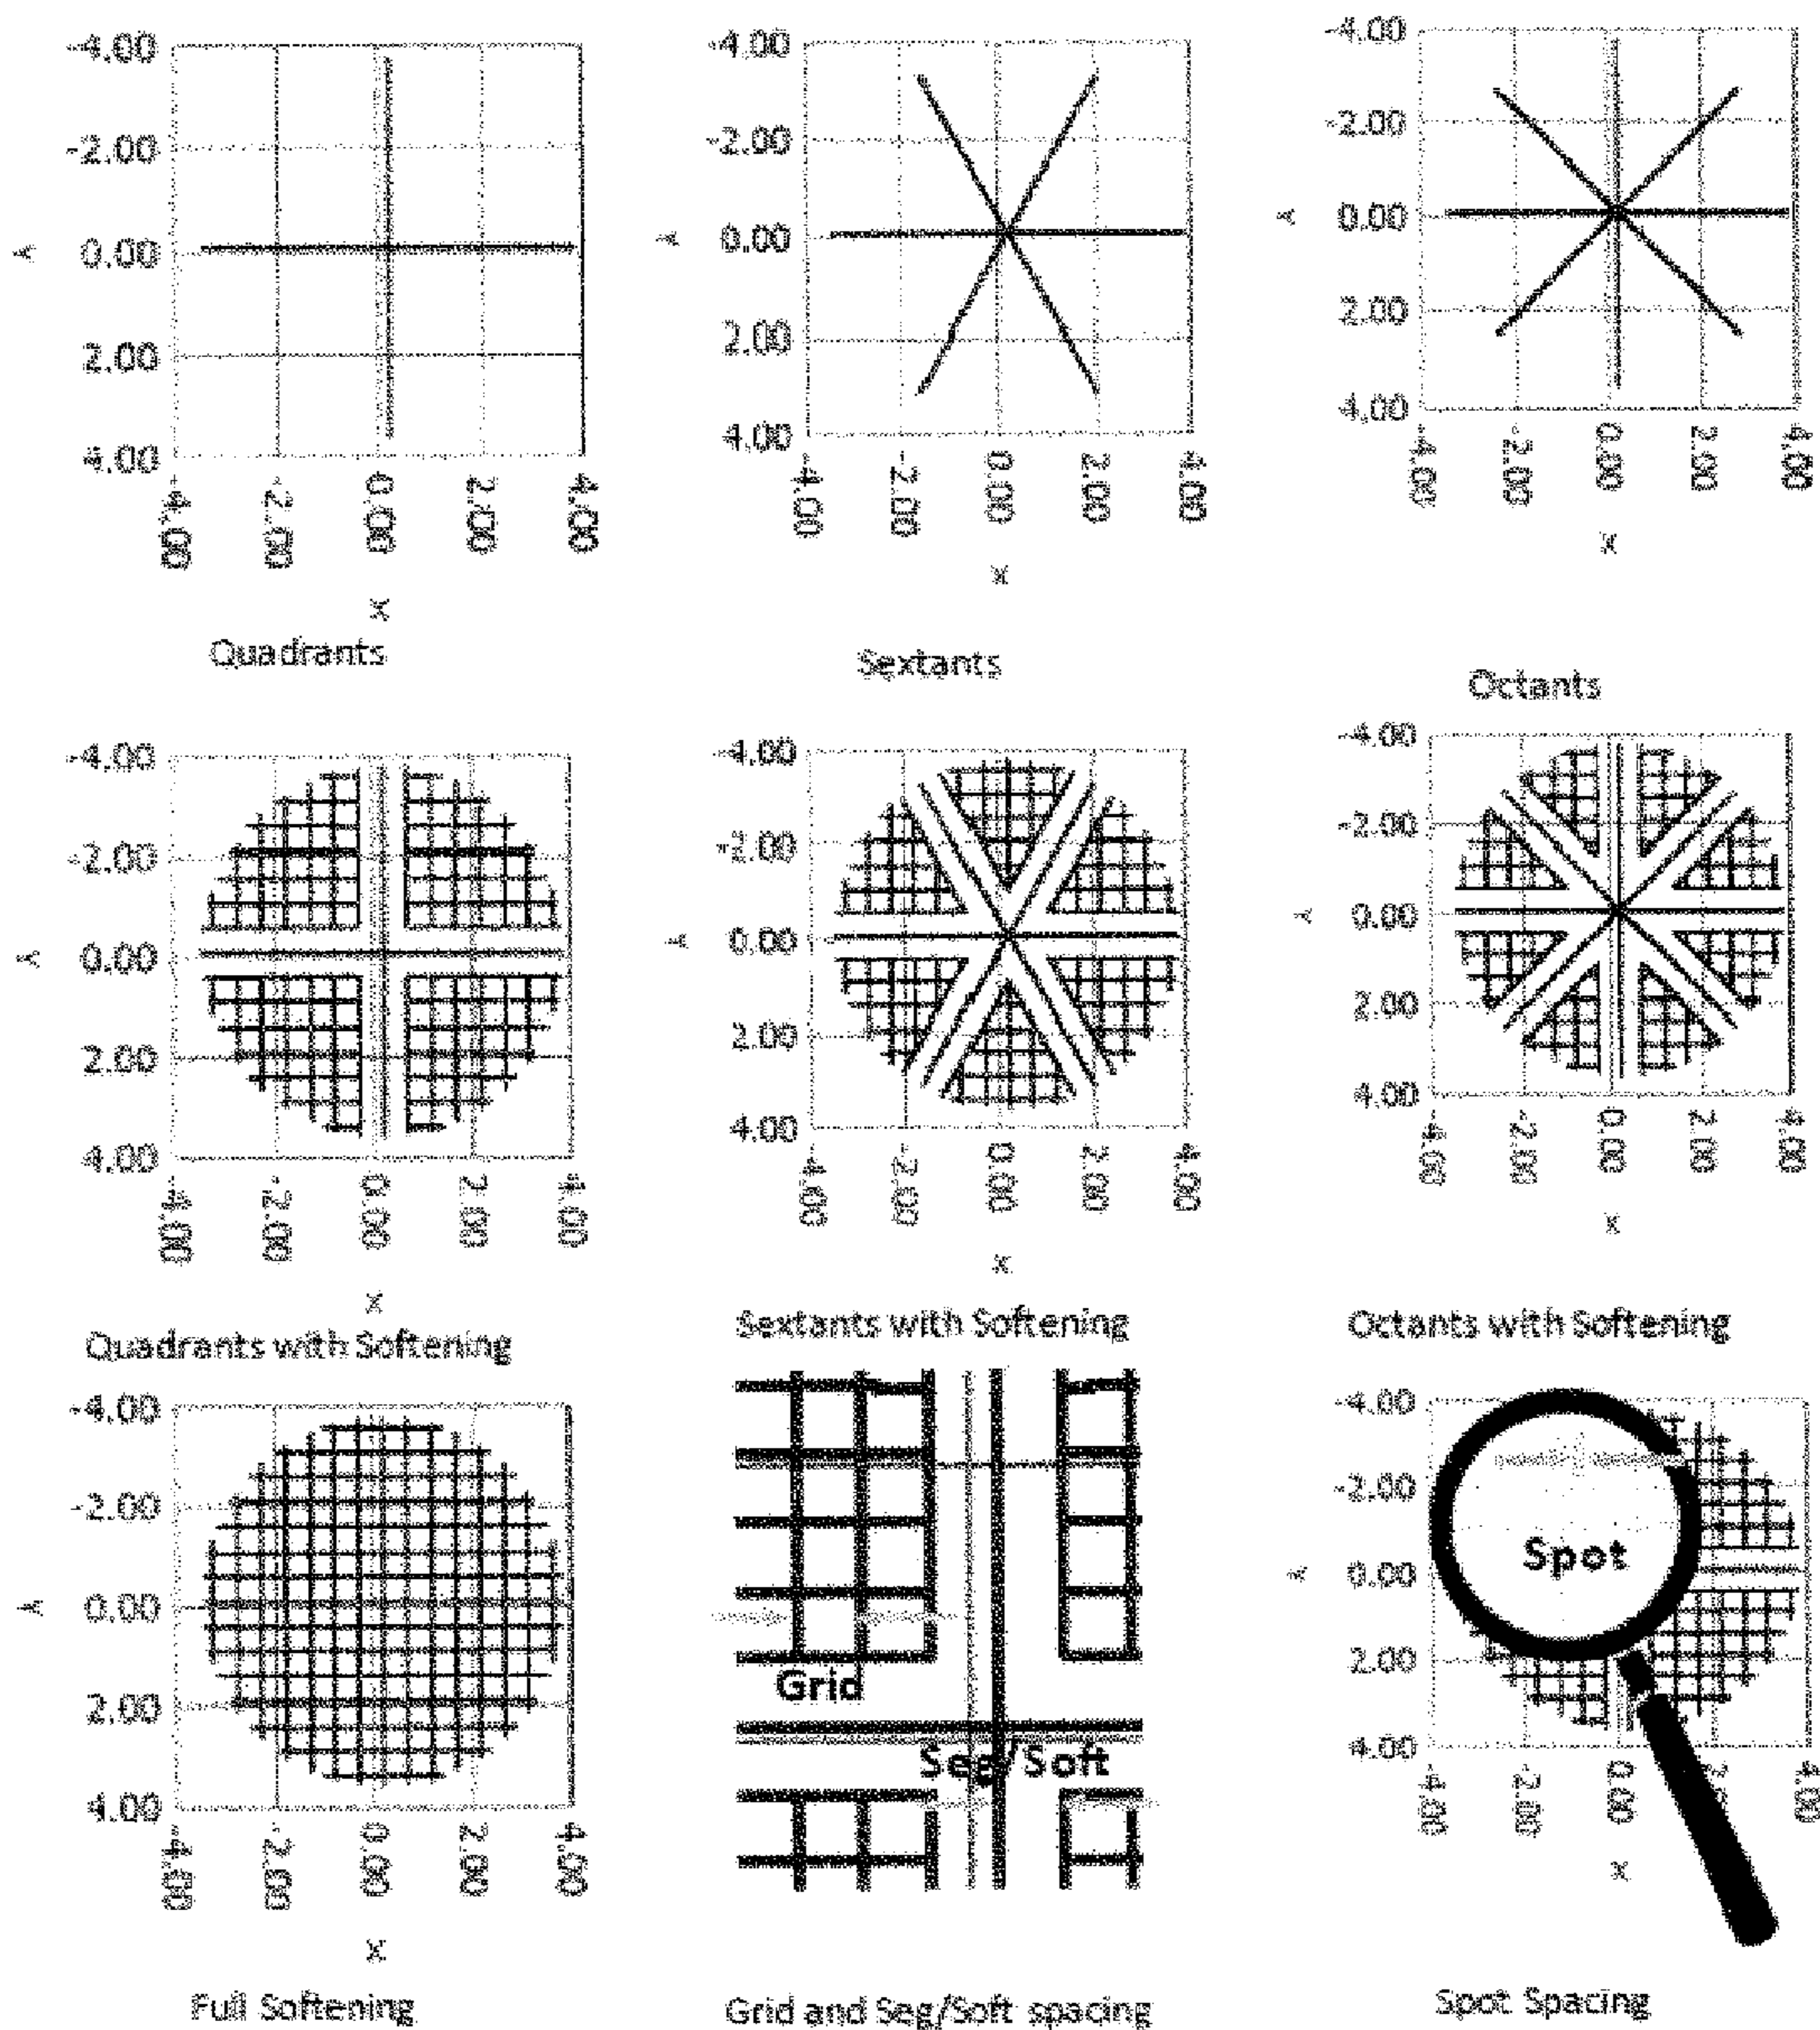 -4.00
-2.00
0.00
2.00
4.00
Y
-4.00
-2.00
0.00
2.00
4.00
X
Quadrants
-4.00
-2.00
0.00
2.00
4.00
Y
-4.00
-2.00
0.00
2.00
4.00
X
Sextants
-4.00
-2.00
0.00
2.00
4.00
Y
-4.00
-2.00
0.00
2.00
4.00
X
Octants
-4.00
-2.00
0.00
2.00
4.00
Y
-4.00
-2.00
0.00
2.00
4.00
X
Quadrants with Softening
-4.00
-2.00
0.00
2.00
4.00
Y
-4.00
-2.00
0.00
2.00
4.00
X
Sextants with Softening
-4.00
-2.00
0.00
2.00
4.00
Y
-4.00
-2.00
0.00
2.00
4.00
X
Octants with Softening
-4.00
-2.00
0.00
2.00
4.00
Y
-4.00
-2.00
0.00
2.00
4.00
X
Full Softening
Grid
Seg/Soft
Grid and Seg/Soft spacing
-4.00
-2.00
0.00
2.00
4.00
Y
Spot
-4.00
-2.00
0.00
4.00
X
Spot Spacing